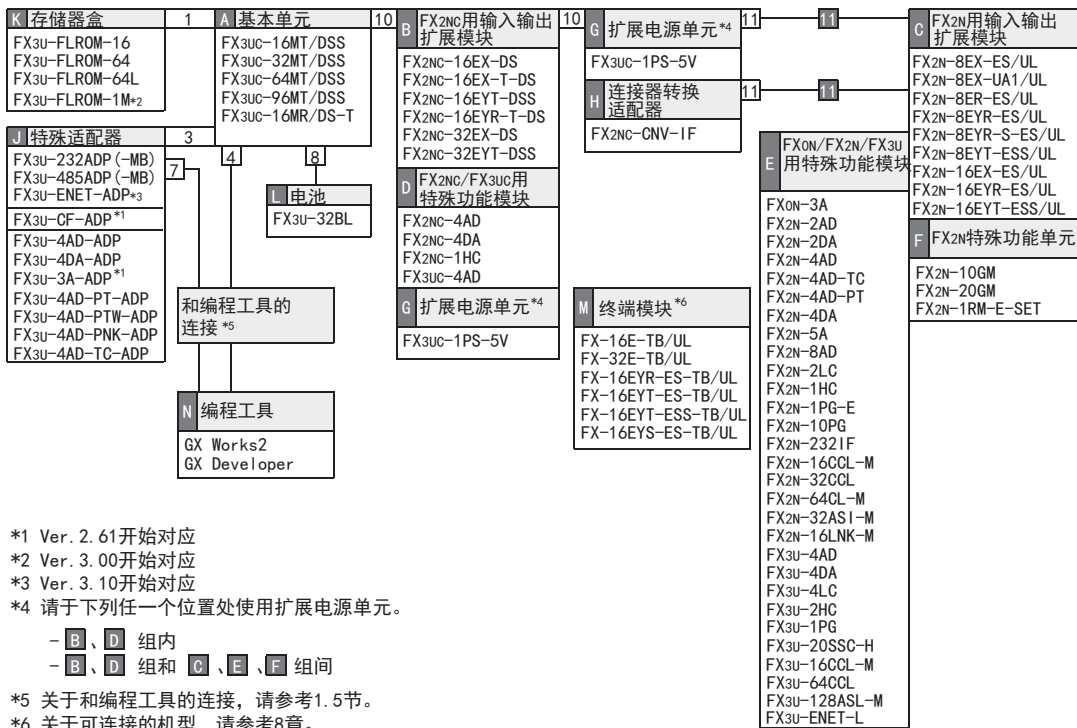 K 存储器盒
1
FX3U-FLROM-16
FX3U-FLROM-64
FX3U-FLROM-64L
FX3U-FLROM-1M*2
J 特殊适配器
3
FX3U-232ADP(-MB)
FX3U-485ADP(-MB)
FX3U-ENET-ADP*3
FX3U-CF-ADP*1
FX3U-4AD-ADP
FX3U-4DA-ADP
FX3U-3A-ADP*1
FX3U-4AD-PT-ADP
FX3U-4AD-PTW-ADP
FX3U-4AD-PNK-ADP
FX3U-4AD-TC-ADP
7
A 基本单元
10
FX3UC-16MT/DSS
FX3UC-32MT/DSS
FX3UC-64MT/DSS
FX3UC-96MT/DSS
FX3UC-16MR/DS-T
4
8
L 电池
FX3U-32BL
和编程工具的
连接*5
N 编程工具
GX Works2
GX Developer
B FX2NC用输入输出
扩展模块
10
FX2NC-16EX-DS
FX2NC-16EX-T-DS
FX2NC-16EYT-DSS
FX2NC-16EYR-T-DS
FX2NC-32EX-DS
FX2NC-32EYT-DSS
D FX2NC/FX3UC用
特殊功能模块
FX2NC-4AD
FX2NC-4DA
FX2NC-1HC
FX3UC-4AD
G 扩展电源单元*4
FX3UC-1PS-5V
G 扩展电源单元*4
11
11
FX3UC-1PS-5V
H 连接器转换
适配器
11
11
FX2NC-CNV-IF
M 终端模块*6
FX-16E-TB/UL
FX-32E-TB/UL
FX-16EYR-ES-TB/UL
FX-16EYT-ES-TB/UL
FX-16EYT-ESS-TB/UL
FX-16EYS-ES-TB/UL
E FX0N/FX2N/FX3U
用特殊功能模块
FX0N-3A
FX2N-2AD
FX2N-2DA
FX2N-4AD
FX2N-4AD-TC
FX2N-4AD-PT
FX2N-4DA
FX2N-5A
FX2N-8AD
FX2N-2LC
FX2N-1HC
FX2N-1PG-E
FX2N-10PG
FX2N-232IF
FX2N-16CCL-M
FX2N-32CCL
FX2N-64CL-M
FX2N-32ASI-M
FX2N-16LNK-M
FX3U-4AD
FX3U-4DA
FX3U-4LC
FX3U-2HC
FX3U-1PG
FX3U-20SSC-H
FX3U-16CCL-M
FX3U-64CCL
FX3U-128ASL-M
FX3U-ENET-L
C FX2N用输入输出
扩展模块
FX2N-8EX-ES/UL
FX2N-8EX-UA1/UL
FX2N-8ER-ES/UL
FX2N-8EYR-ES/UL
FX2N-8EYR-S-ES/UL
FX2N-8EYT-ESS/UL
FX2N-16EX-ES/UL
FX2N-16EYR-ES/UL
FX2N-16EYT-ESS/UL
F FX2N特殊功能单元
FX2N-10GM
FX2N-20GM
FX2N-1RM-E-SET
*1 Ver.2.61开始对应
*2 Ver.3.00开始对应
*3 Ver.3.10开始对应
*4 请于下列任一个位置处使用扩展电源单元。
- B、D 组内
- B、D 组和 C、E、F 组间
*5 关于和编程工具的连接，请参考1.5节。
*6 关于可连接的机型，请参考8章。